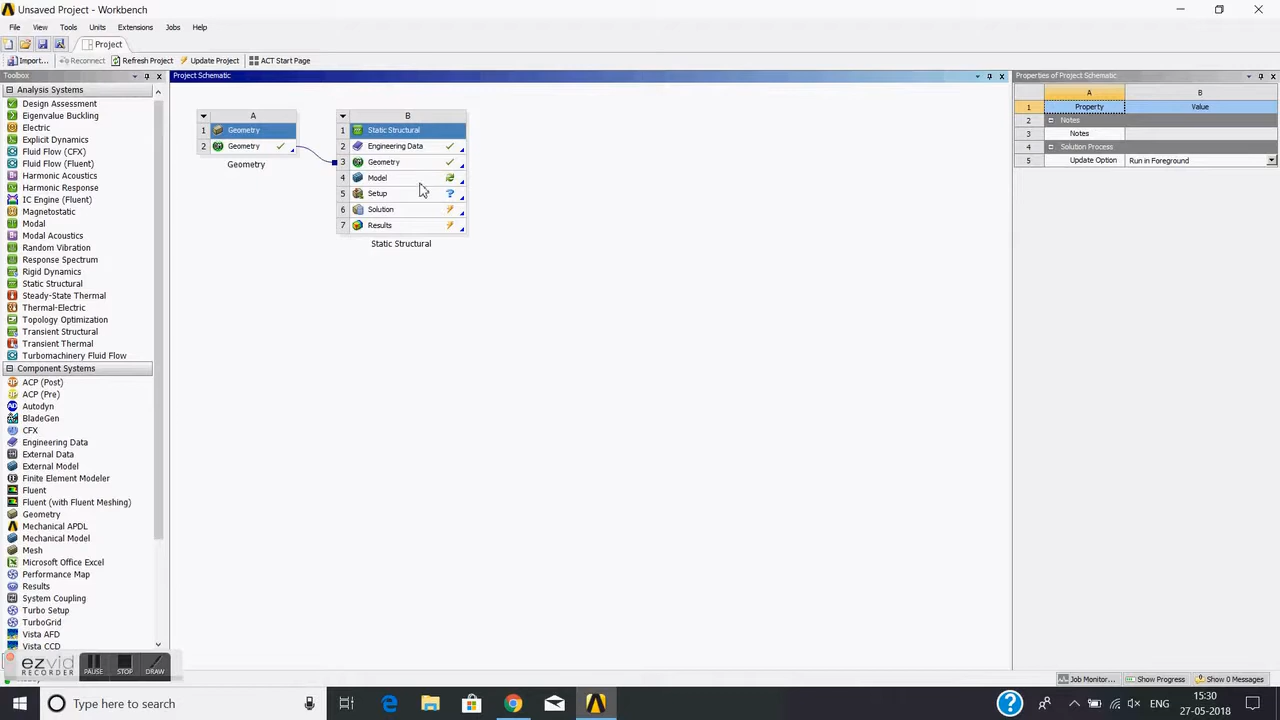 Unsaved Project - Workbench
File View Tools Units Extensions Jobs Help
Project
Import... Reconnect Refresh Project Update Project ACT Start Page
Toolbox
Analysis Systems
Design Assessment
Eigenvalue Buckling
Electric
Explicit Dynamics
Fluid Flow (CFX)
Fluid Flow (Fluent)
Harmonic Acoustics
Harmonic Response
IC Engine (Fluent)
Magnetostatic
Modal
Modal Acoustics
Random Vibration
Response Spectrum
Rigid Dynamics
Static Structural
Steady-State Thermal
Thermal-Electric
Topology Optimization
Transient Structural
Transient Thermal
Turbomachinery Fluid Flow
Component Systems
ACP (Post)
ACP (Pre)
Autodyn
BladeGen
CFX
Engineering Data
External Data
External Model
Finite Element Modeler
Fluent
Fluent (with Fluent Meshing)
Geometry
Mechanical APDL
Mechanical Model
Mesh
Microsoft Office Excel
Performance Map
Results
System Coupling
Turbo Setup
TurboGrid
Vista AFD
Vista CCD
Project Schematic
A
1 Geometry
2 Geometry
Geometry
B
1 Static Structural
2 Engineering Data
3 Geometry
4 Model
5 Setup ?
6 Solution
7 Results
Static Structural
Properties of Project Schematic
A B
1 Property Value
2 Notes
3 Notes
4 Solution Process
5 Update Option Run in Foreground
ezvid
RECORDER
PAUSE STOP DRAW
Job Monitor... Show Progress Show 0 Messages
Type here to search
ENG
15:30
27-05-2018